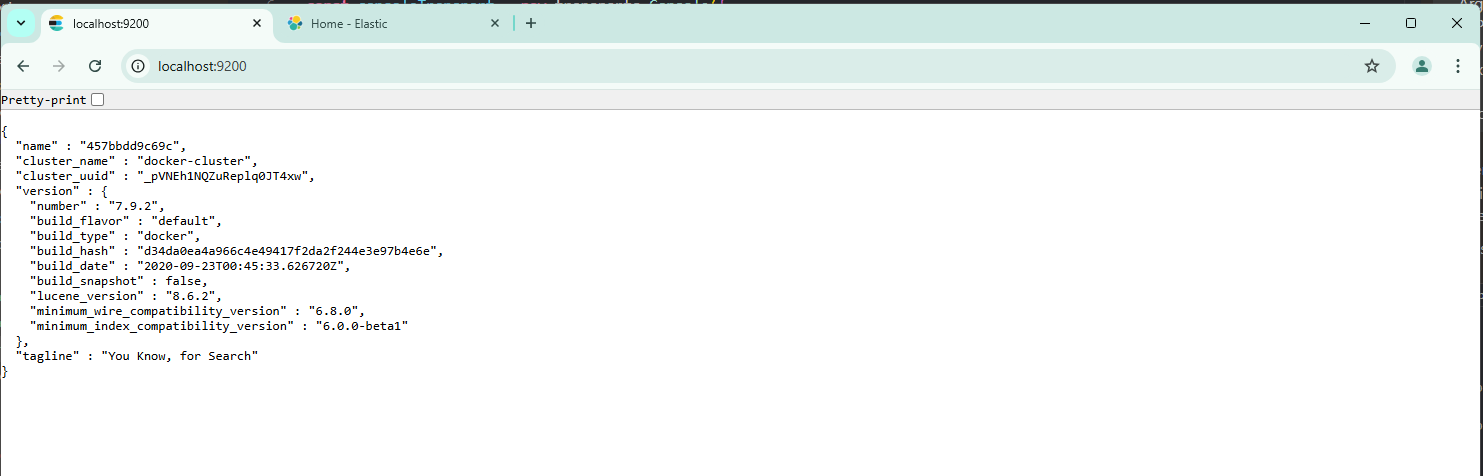 localhost:9200
Home - Elastic
localhost:9200
Pretty-print
{
"name" : "457bbdd9c69c",
"cluster_name" : "docker-cluster",
"cluster_uuid" : "_pVNEh1NQZuReplq0JT4xw",
"version" : {
"number" : "7.9.2",
"build_flavor" : "default",
"build_type" : "docker",
"build_hash" : "d34da0ea4a966c4e49417f2da2f244e3e97b4e6e",
"build_date" : "2020-09-23T00:45:33.626720Z",
"build_snapshot" : false,
"lucene_version" : "8.6.2",
"minimum_wire_compatibility_version" : "6.8.0",
"minimum_index_compatibility_version" : "6.0.0-beta1"
},
"tagline" : "You Know, for Search"
}